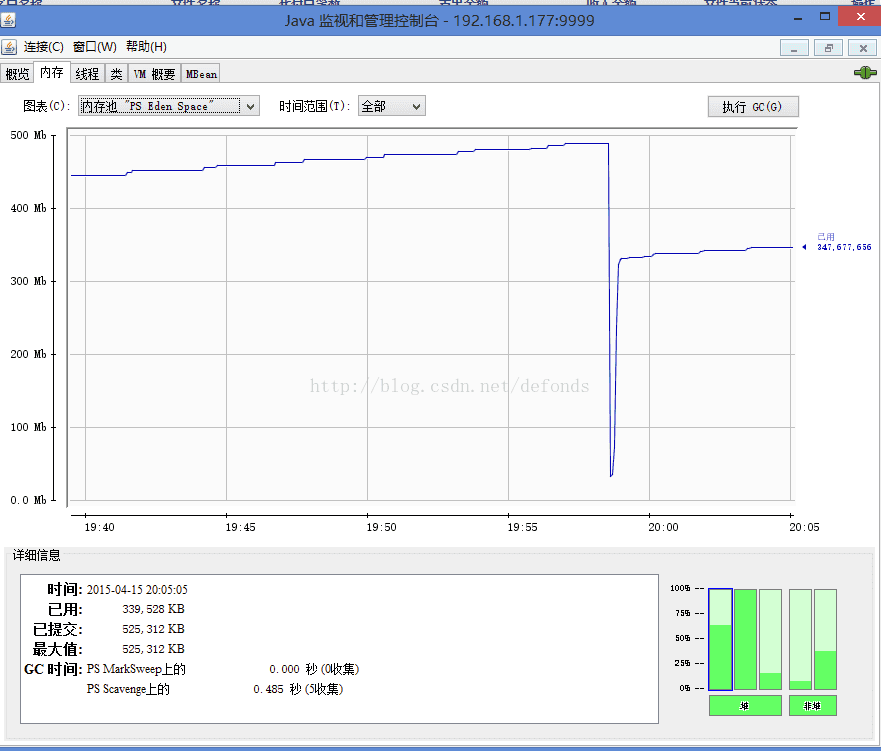 Java 监视和管理控制台 - 192.168.1.177:9999
连接(C) 窗口(W) 帮助(H)
概览 内存 线程 类 VM 概要 MBean
图表(C): 内存池 "PS Eden Space" 时间范围(T): 全部 执行 GC(G)
500 Mb
400 Mb
已用
347,677,656
300 Mb
200 Mb
http://blog.csdn.net/defonds
100 Mb
0.0 Mb
19:40 19:45 19:50 19:55 20:00 20:05
详细信息
时间: 2015-04-15 20:05:05
已用: 339,528 KB
已提交: 525,312 KB
最大值: 525,312 KB
GC 时间: PS MarkSweep上的 0.000 秒 (0收集)
PS Scavenge上的 0.485 秒 (5收集)
100% --
75% --
50% --
25% --
0% --
堆 非堆